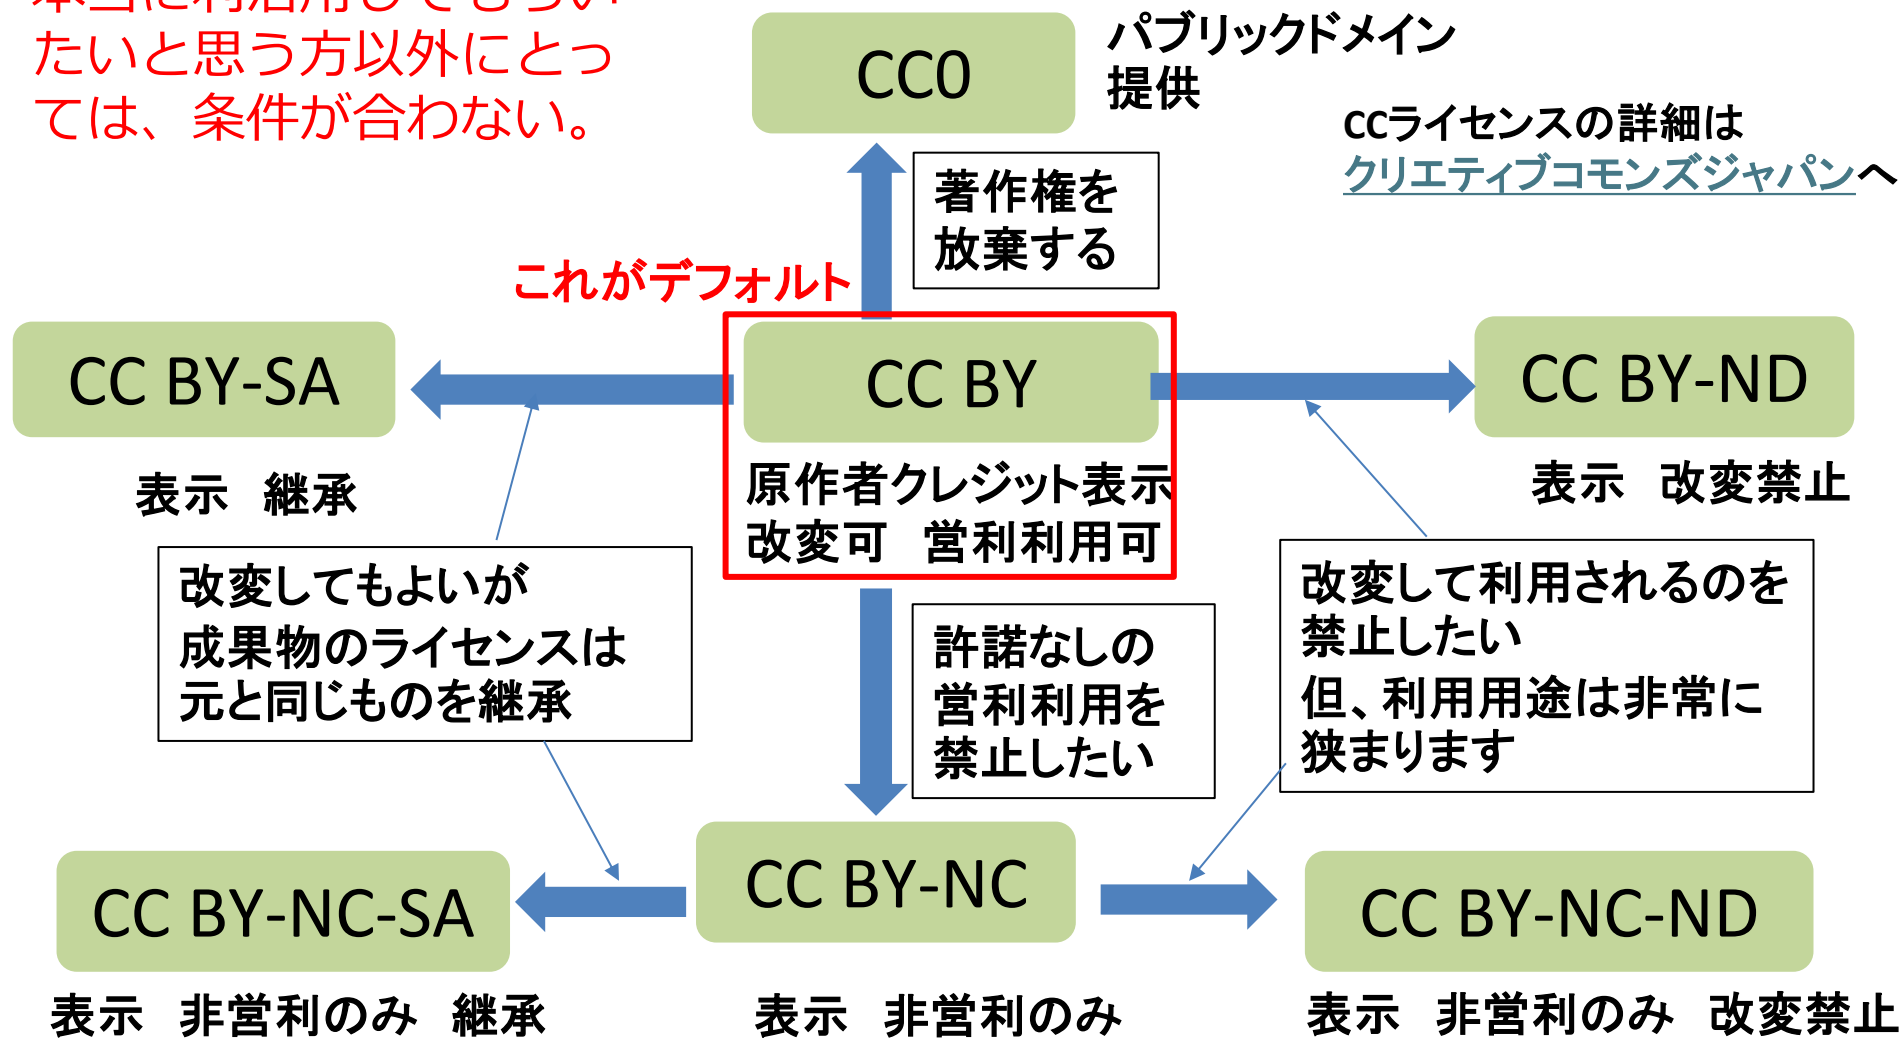 本当に利活用してもらい
たいと思う方以外にとっ
ては、条件が合わない。
CC0
パブリックドメイン
提供
CCライセンスの詳細は
クリエティブコモンズジャパンへ
著作権を
放棄する
これがデフォルト
CC BY-SA
CC BY
CC BY-ND
表示 継承
原作者クレジット表示
改変可 営利利用可
表示 改変禁止
改変してもよいが
成果物のライセンスは
元と同じものを継承
許諾なしの
営利利用を
禁止したい
改変して利用されるのを
禁止したい
但、利用用途は非常に
狭まります
CC BY-NC-SA
CC BY-NC
CC BY-NC-ND
表示 非営利のみ 継承
表示 非営利のみ
表示 非営利のみ 改変禁止